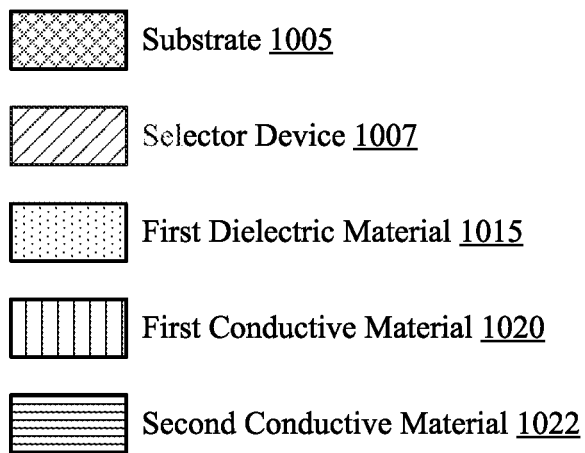 Substrate 1005
Selector Device 1007
First Dielectric Material 1015
First Conductive Material 1020
Second Conductive Material 1022